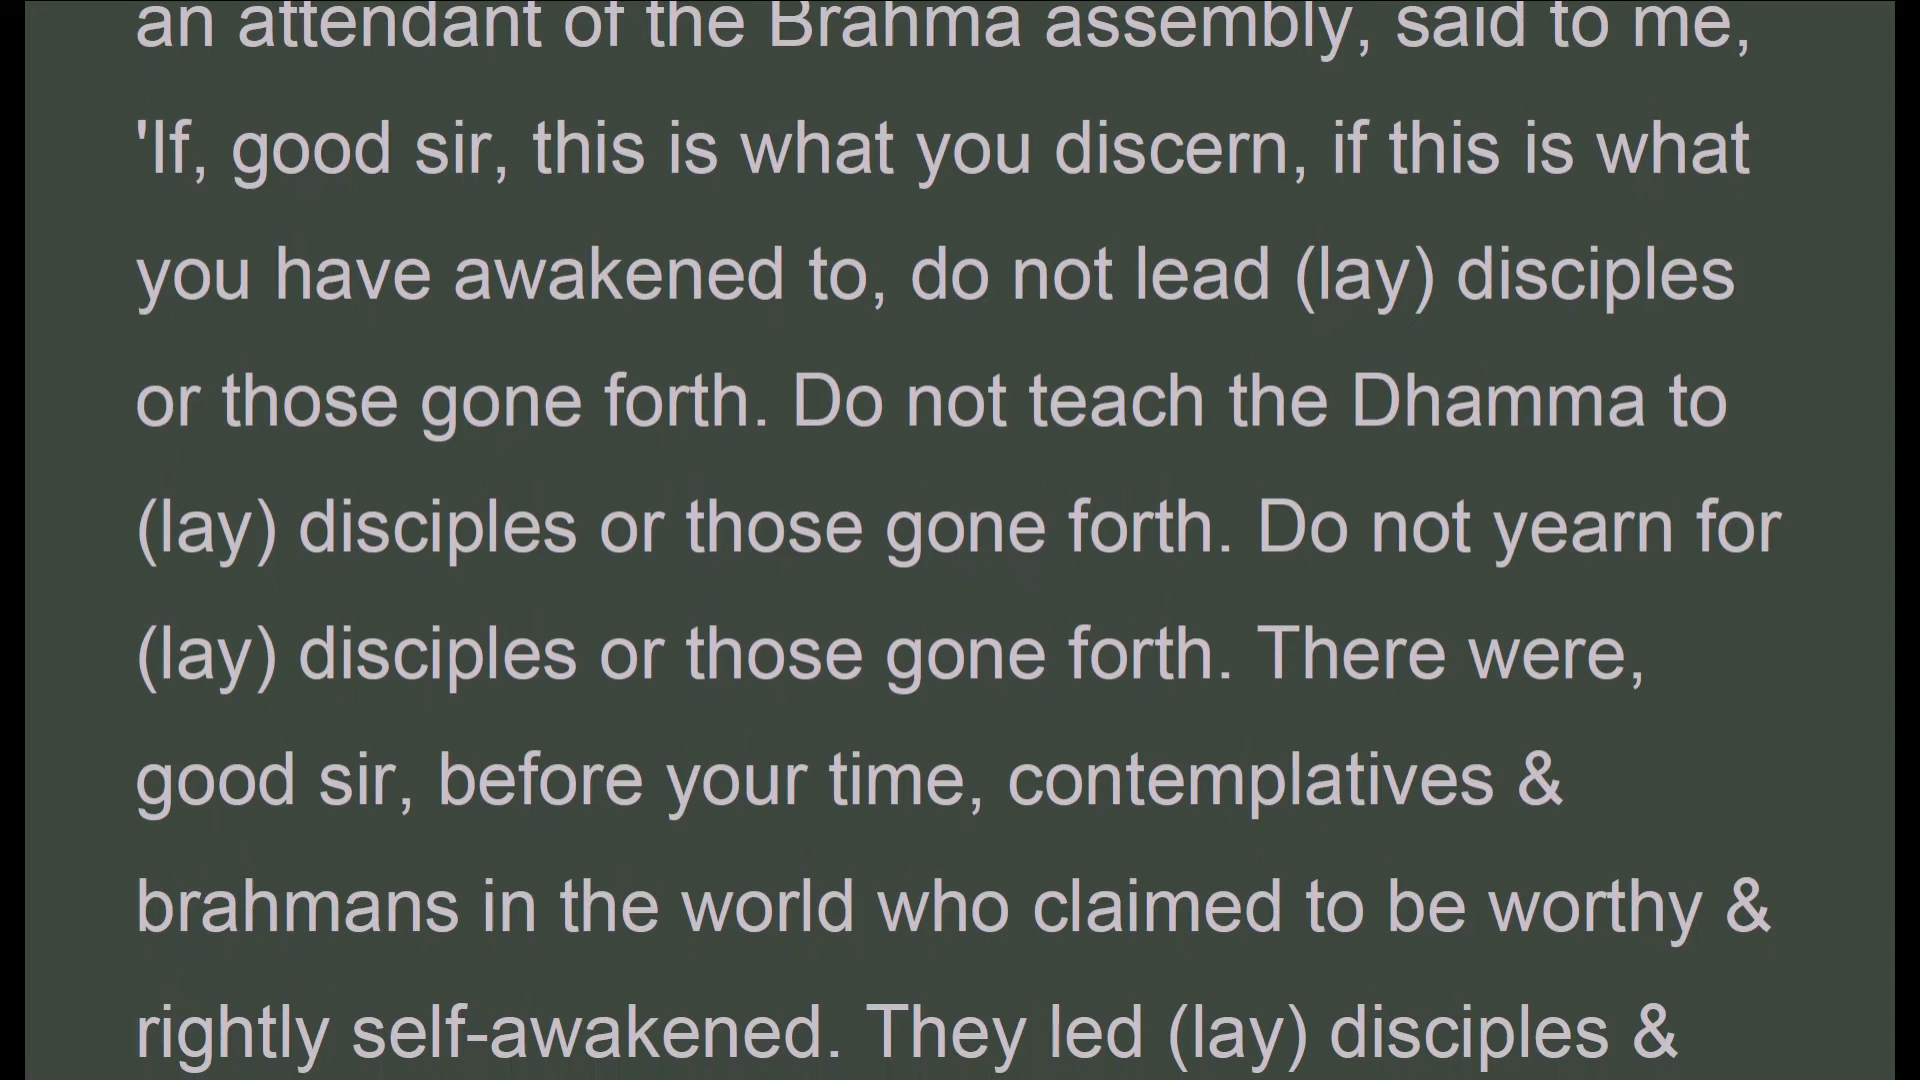 an attendant of the Brahma assembly, said to me,
'If, good sir, this is what you discern, if this is what
you have awakened to, do not lead (lay) disciples
or those gone forth. Do not teach the Dhamma to
(lay) disciples or those gone forth. Do not yearn for
(lay) disciples or those gone forth. There were,
good sir, before your time, contemplatives &
brahmans in the world who claimed to be worthy &
rightly self-awakened. They led (lay) disciples &